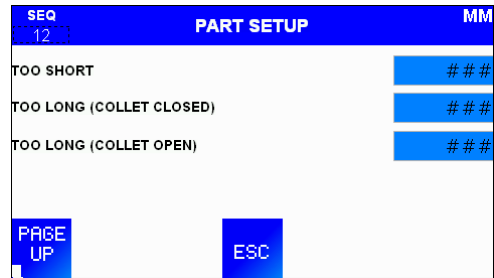 SEQ PART SETUP MM
12
TOO SHORT ###
TOO LONG (COLLET CLOSED) ###
TOO LONG (COLLET OPEN) ###
PAGE
UP
ESC